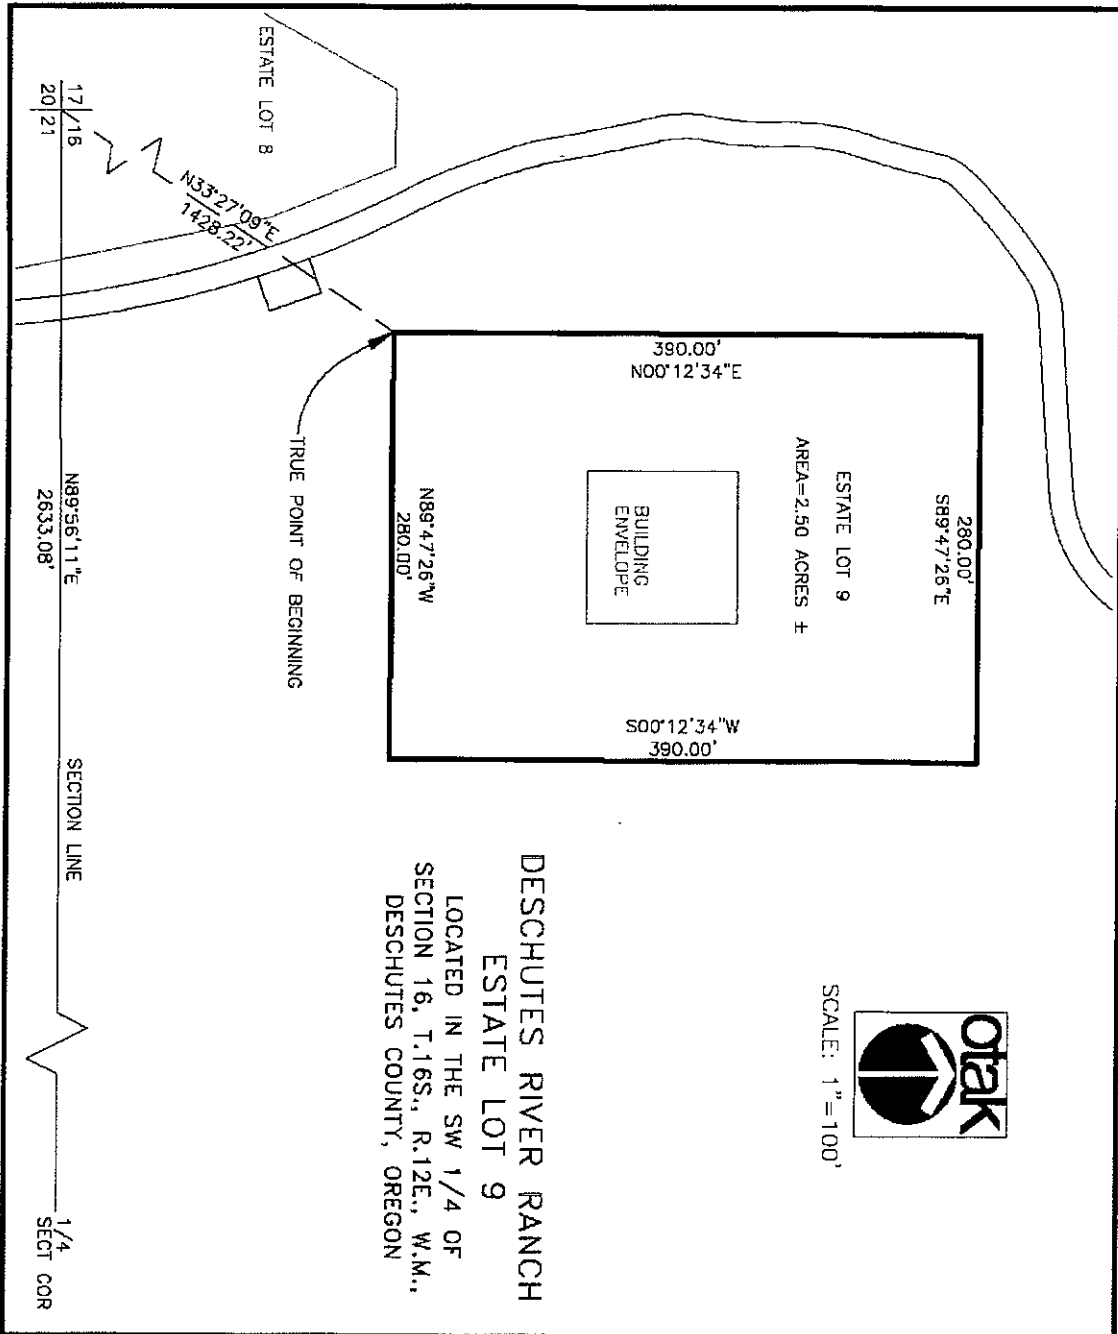 otak
SCALE: 1"=100'
280.00'
S89°47'26"E
ESTATE LOT 9
AREA=2.50 ACRES ±
390.00'
N00°12'34"E
BUILDING
ENVELOPE
S00°12'34"W
390.00'
N89°47'26"W
280.00'
TRUE POINT OF BEGINNING
ESTATE LOT 8
N33°27'09"E
1428.22'
17 16
20 21
N89°56'11"E
2633.08'
SECTION LINE
1/4
SECT COR
DESCHUTES RIVER RANCH
ESTATE LOT 9
LOCATED IN THE SW 1/4 OF
SECTION 16, T.16S., R.12E., W.M.,
DESCHUTES COUNTY, OREGON